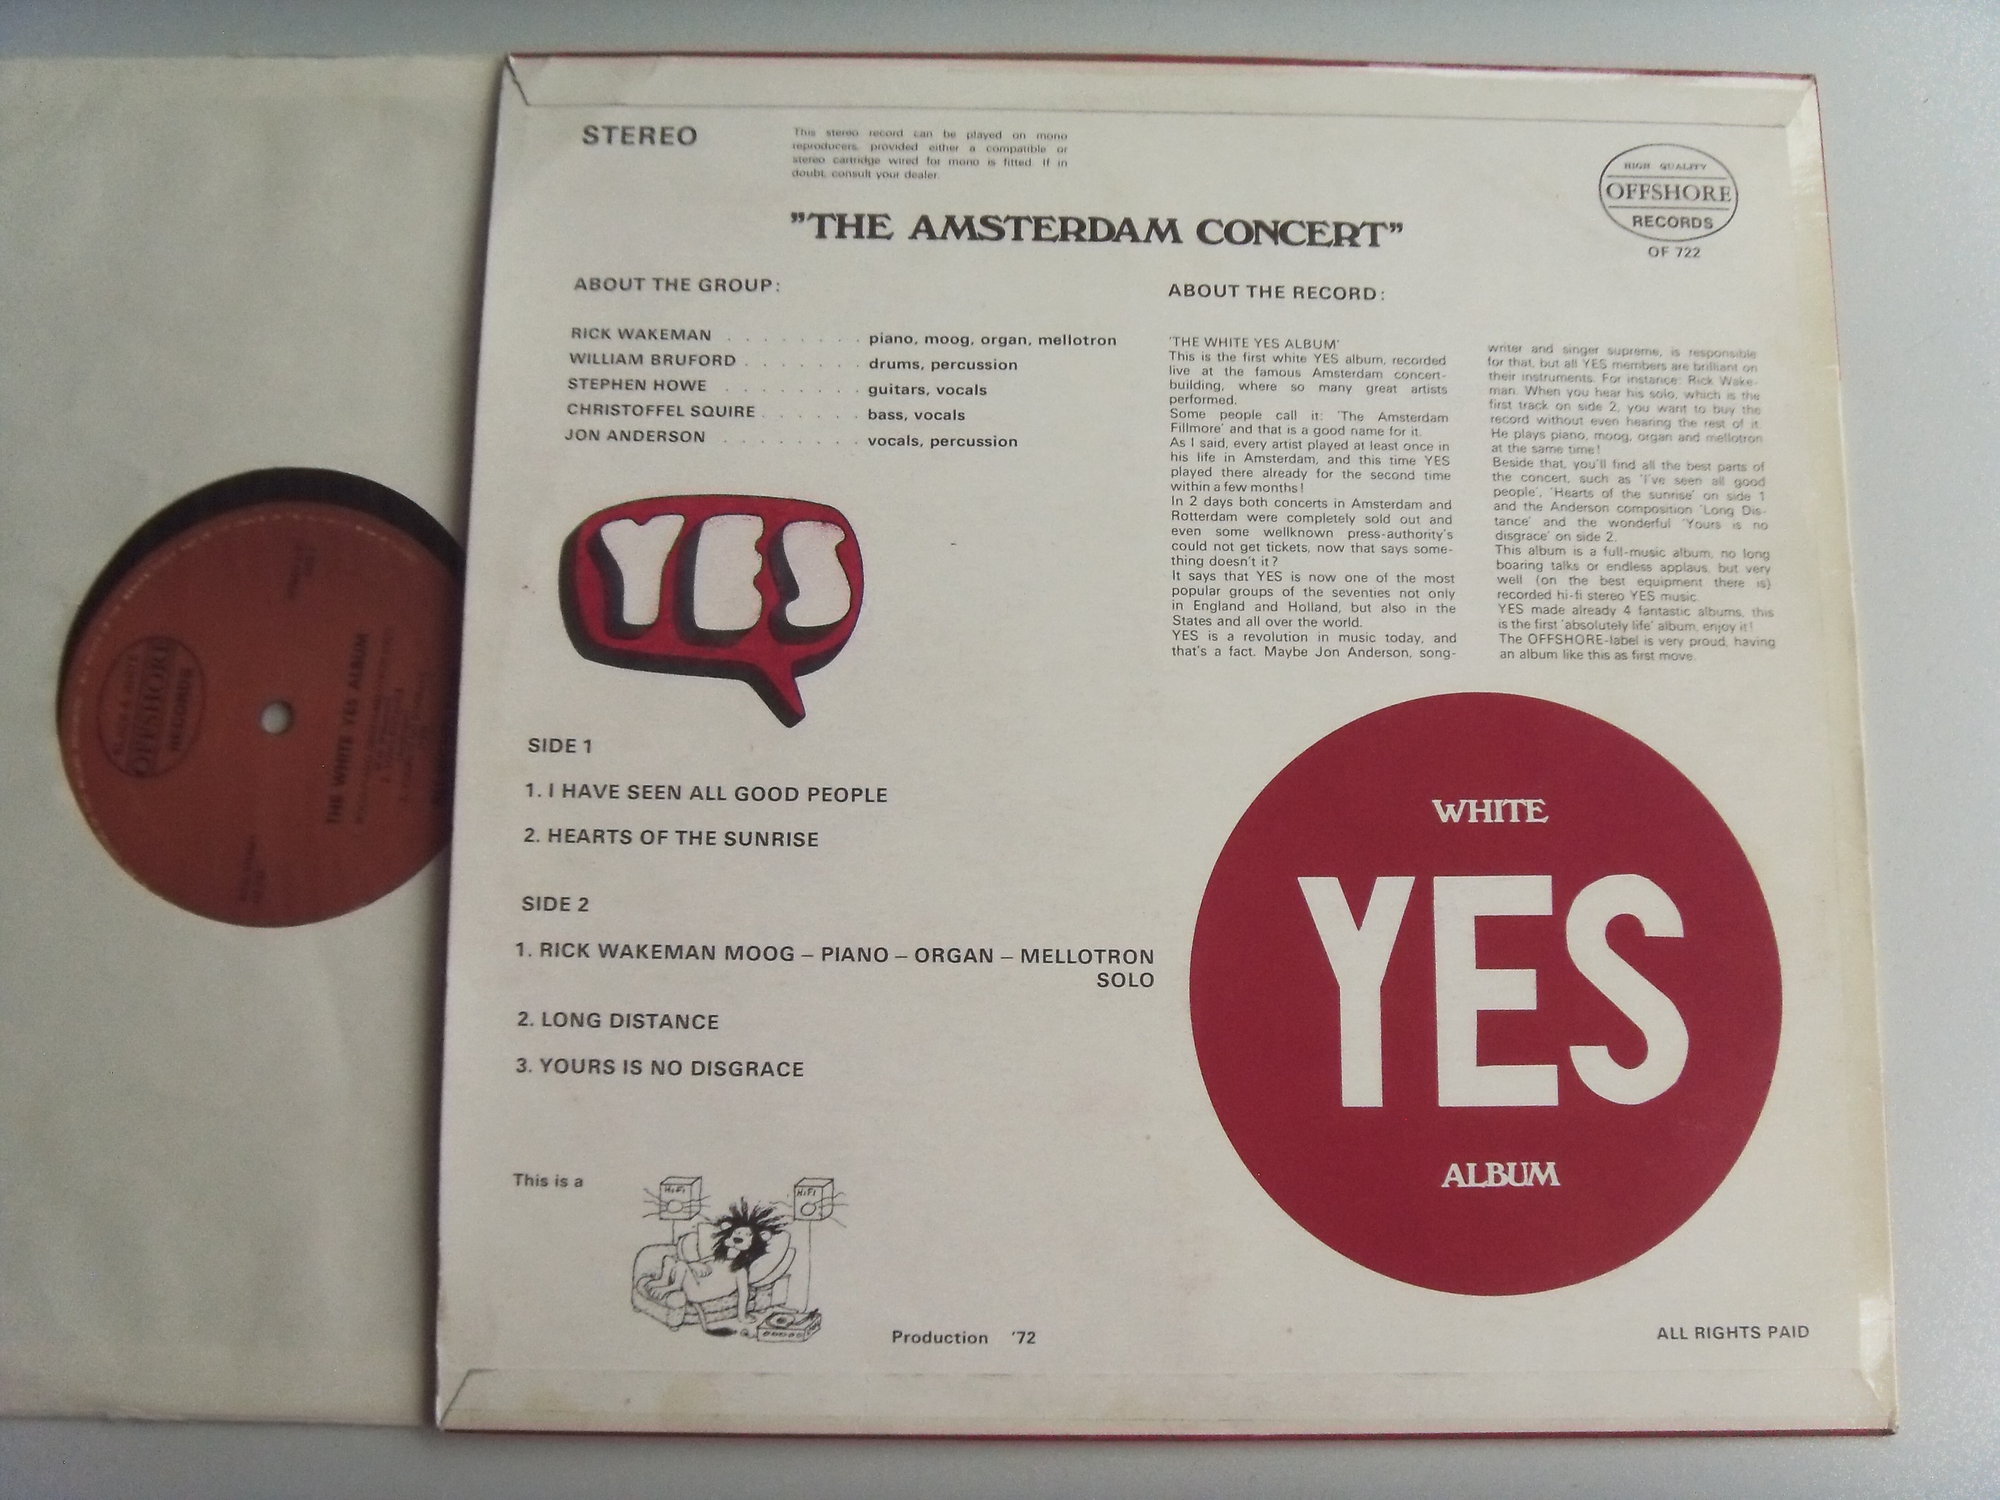 STEREO
This stereo record can be played on mono
reproducers, provided either a compatible or
stereo cartridge wired for mono is fitted. If in
doubt, consult your dealer.
HIGH QUALITY
OFFSHORE
RECORDS
OF 722
"THE AMSTERDAM CONCERT"
ABOUT THE GROUP:
RICK WAKEMAN . . . . . . . . piano, moog, organ, mellotron
WILLIAM BRUFORD . . . . . . . drums, percussion
STEPHEN HOWE . . . . . . . . guitars, vocals
CHRISTOFFEL SQUIRE . . . . . . bass, vocals
JON ANDERSON . . . . . . . . vocals, percussion
ABOUT THE RECORD:
'THE WHITE YES ALBUM'
This is the first white YES album, recorded
live at the famous Amsterdam concert-
building, where so many great artists
performed.
Some people call it: 'The Amsterdam
Fillmore' and that is a good name for it.
As I said, every artist played at least once in
his life in Amsterdam, and this time YES
played there already for the second time
within a few months!
In 2 days both concerts in Amsterdam and
Rotterdam were completely sold out and
even some wellknown press-authority's
could not get tickets, now that says some-
thing doesn't it?
It says that YES is now one of the most
popular groups of the seventies not only
in England and Holland, but also in the
States and all over the world.
YES is a revolution in music today, and
that's a fact. Maybe Jon Anderson, song-
writer and singer supreme, is responsible
for that, but all YES members are brilliant on
their instruments. For instance: Rick Wake-
man. When you hear his solo, which is the
first track on side 2, you want to buy the
record without even hearing the rest of it.
He plays piano, moog, organ and mellotron
at the same time!
Beside that, you'll find all the best parts of
the concert, such as 'I've seen all good
people', 'Hearts of the sunrise' on side 1
and the Anderson composition 'Long Dis-
tance' and the wonderful 'Yours is no
disgrace' on side 2.
This album is a full-music album, no long
boaring talks or endless applaus, but very
well (on the best equipment there is)
recorded hi-fi stereo YES music.
YES made already 4 fantastic albums, this
is the first 'absolutely life' album, enjoy it!
The OFFSHORE-label is very proud, having
an album like this as first move.
YES
SIDE 1
1. I HAVE SEEN ALL GOOD PEOPLE
2. HEARTS OF THE SUNRISE
SIDE 2
1. RICK WAKEMAN MOOG – PIANO – ORGAN – MELLOTRON
SOLO
2. LONG DISTANCE
3. YOURS IS NO DISGRACE
WHITE
YES
ALBUM
This is a
HiFi
HiFi
Production '72
ALL RIGHTS PAID
OFFSHORE
RECORDS
THE WHITE YES ALBUM